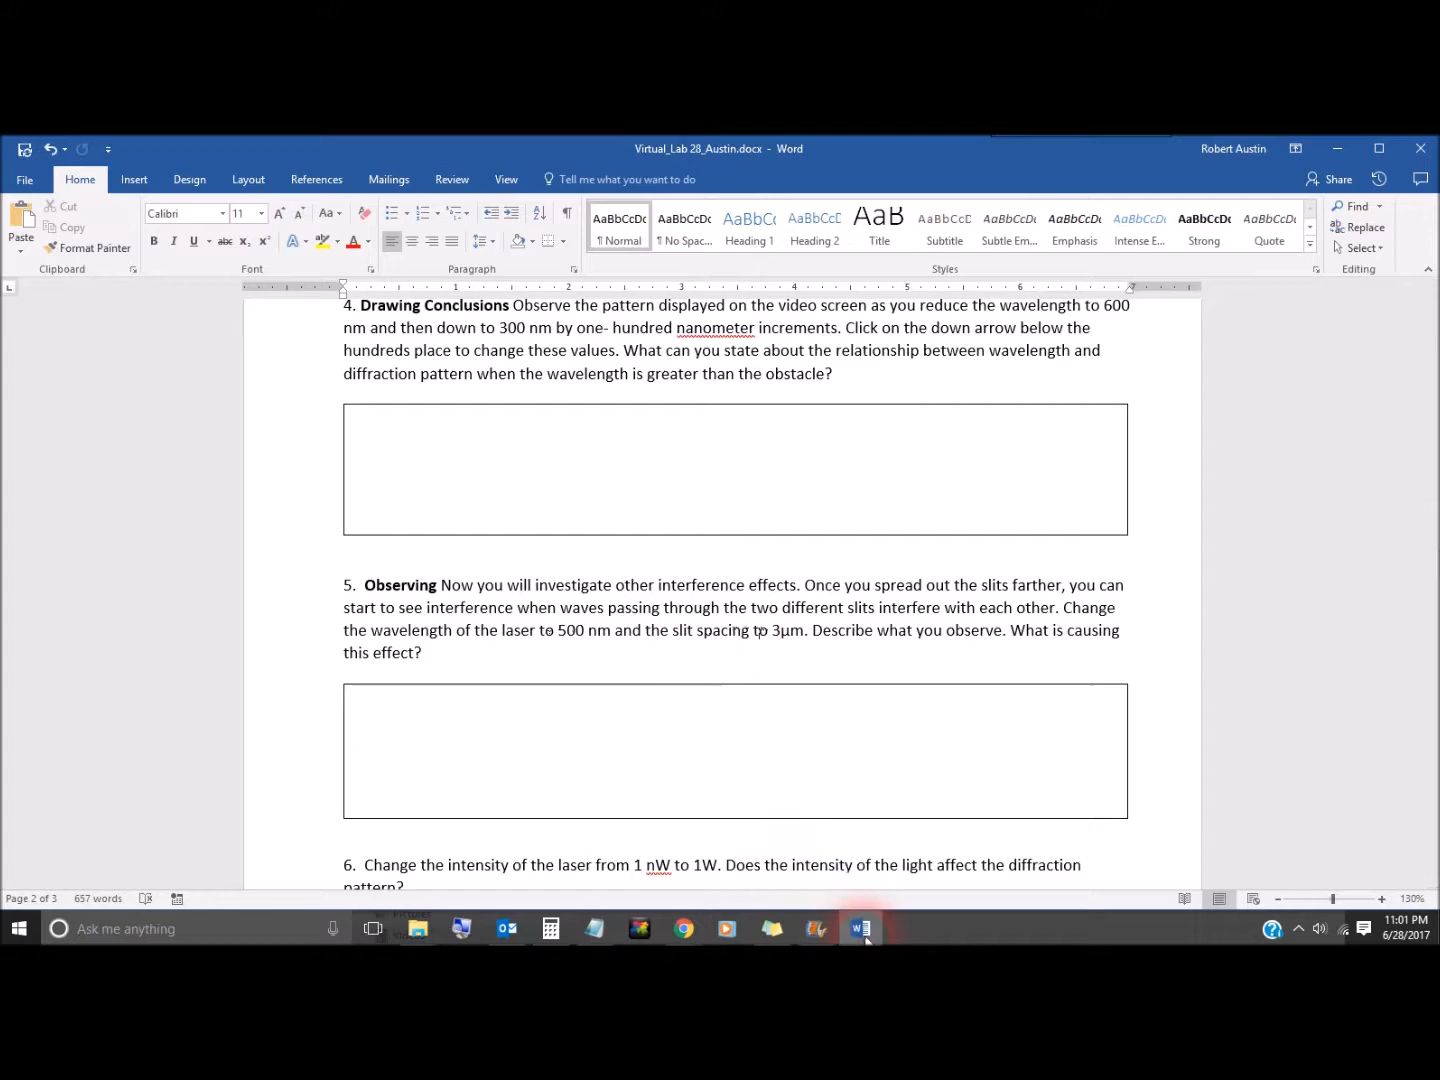 Virtual_Lab 28_Austin.docx - Word
Robert Austin
File Home Insert Design Layout References Mailings Review View Tell me what you want to do
Share
Cut
Copy
Format Painter
Paste
Calibri 11
AaBbCcDc AaBbCcDc AaBbCc AaBbCcD AaB AaBbCcD AaBbCcDc AaBbCcDc AaBbCcDc AaBbCcDc AaBbCcDc
¶ Normal ¶ No Spac... Heading 1 Heading 2 Title Subtitle Subtle Em... Emphasis Intense E... Strong Quote
Find
Replace
Select
Clipboard Font Paragraph Styles Editing
1 2 3 4 5 6 7
4. Drawing Conclusions Observe the pattern displayed on the video screen as you reduce the wavelength to 600
nm and then down to 300 nm by one- hundred nanometer increments. Click on the down arrow below the
hundreds place to change these values. What can you state about the relationship between wavelength and
diffraction pattern when the wavelength is greater than the obstacle?
5. Observing Now you will investigate other interference effects. Once you spread out the slits farther, you can
start to see interference when waves passing through the two different slits interfere with each other. Change
the wavelength of the laser to 500 nm and the slit spacing to 3µm. Describe what you observe. What is causing
this effect?
6. Change the intensity of the laser from 1 nW to 1W. Does the intensity of the light affect the diffraction
pattern?
Page 2 of 3 657 words
130%
Ask me anything
11:01 PM
6/28/2017